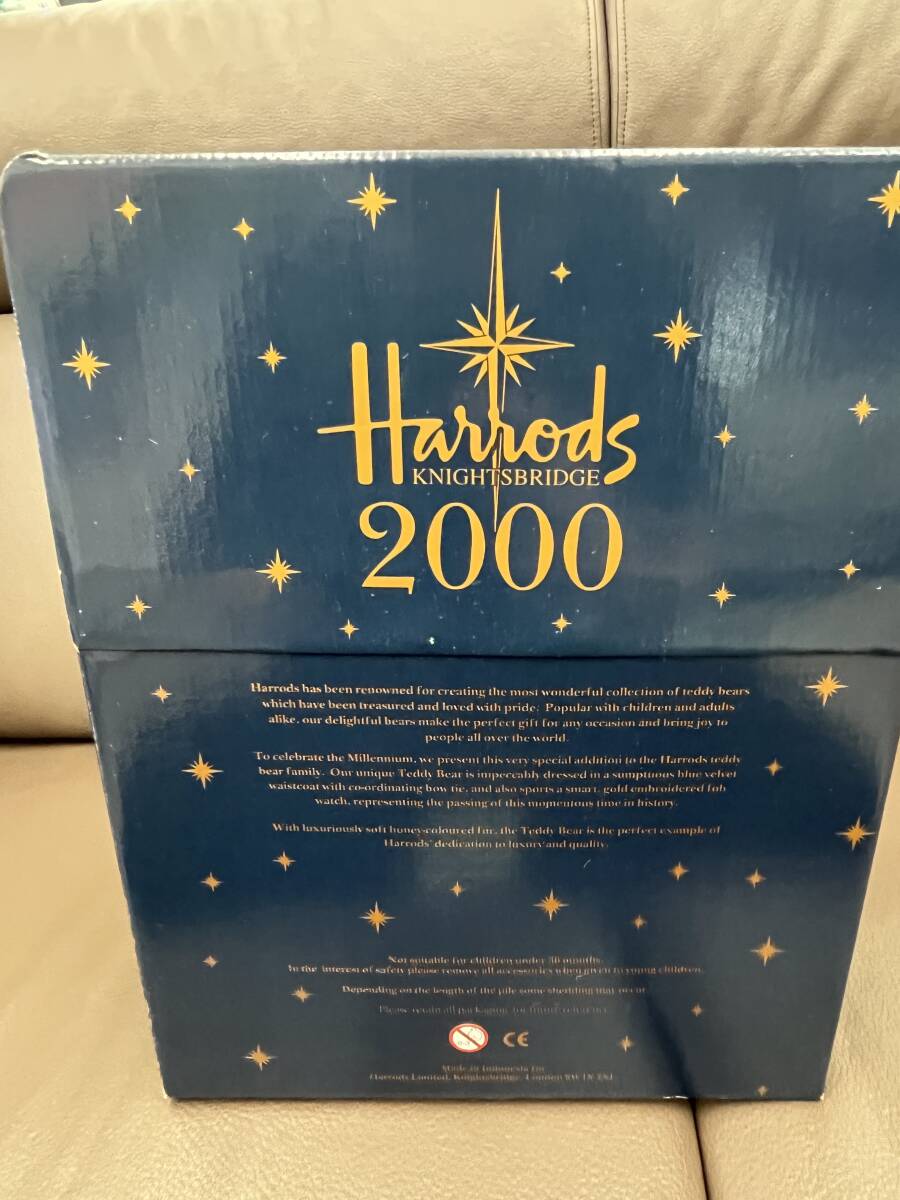 Harrods
KNIGHTSBRIDGE
2000
Harrods has been renowned for creating the most wonderful collection of teddy bears
which have been treasured and loved with pride. Popular with children and adults
alike, our delightful bears make the perfect gift for any occasion and bring joy to
people all over the world.
To celebrate the Millennium, we present this very special addition to the Harrods teddy
bear family. Our unique Teddy Bear is impeccably dressed in a sumptuous blue velvet
waistcoat with co-ordinating bow tie, and also sports a smart, gold embroidered fob
watch, representing the passing of this momentous time in history.
With luxuriously soft honey-coloured fur, the Teddy Bear is the perfect example of
Harrods' dedication to luxury and quality.
Not suitable for children under 36 months.
In the interest of safety please remove all accessories when given to young children.
Depending on the length of the pile some shedding may occur
Please retain all packaging for future reference.
CE
Made in Indonesia for
Harrods Limited, Knightsbridge, London